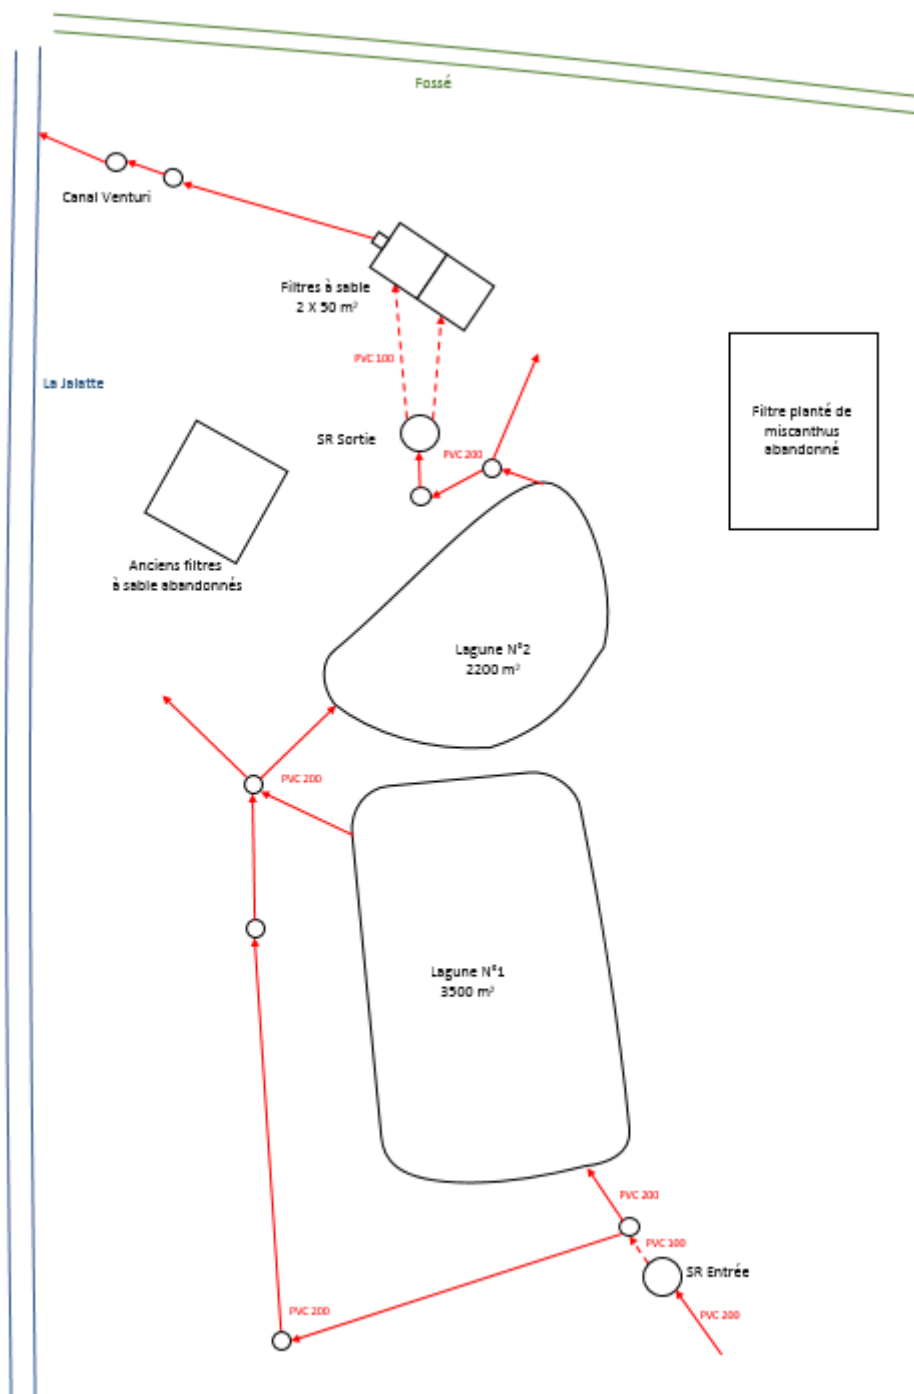 Fossé
Canal Venturi
Filtres à sable
2 X 50 m²
PVC 100
La Jalatte
SR Sortie
PVC 200
Filtre planté de
miscanthus
abandonné
Anciens filtres
à sable abandonnés
Lagune N°2
2200 m²
PVC 200
Lagune N°1
3500 m²
PVC 200
PVC 100
SR Entrée
PVC 200
PVC 200